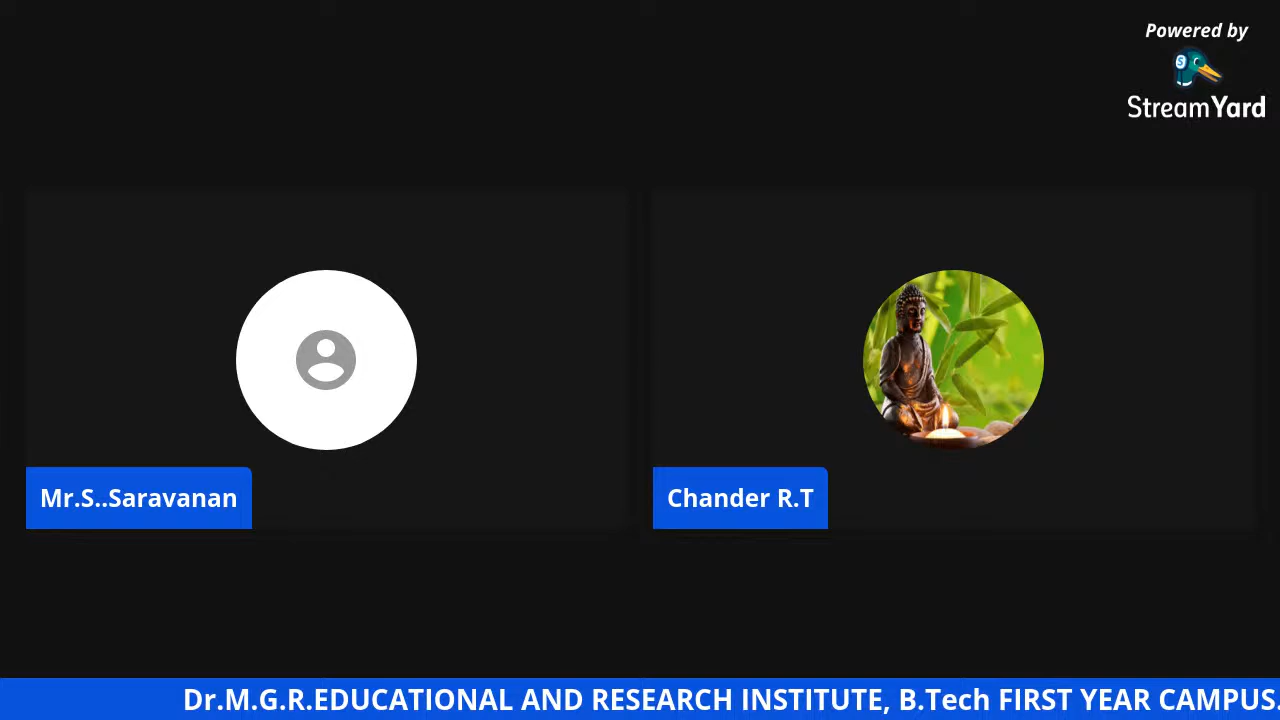 Powered by
S
StreamYard
Mr.S..Saravanan
Chander R.T
Dr.M.G.R.EDUCATIONAL AND RESEARCH INSTITUTE, B.Tech FIRST YEAR CAMPUS.